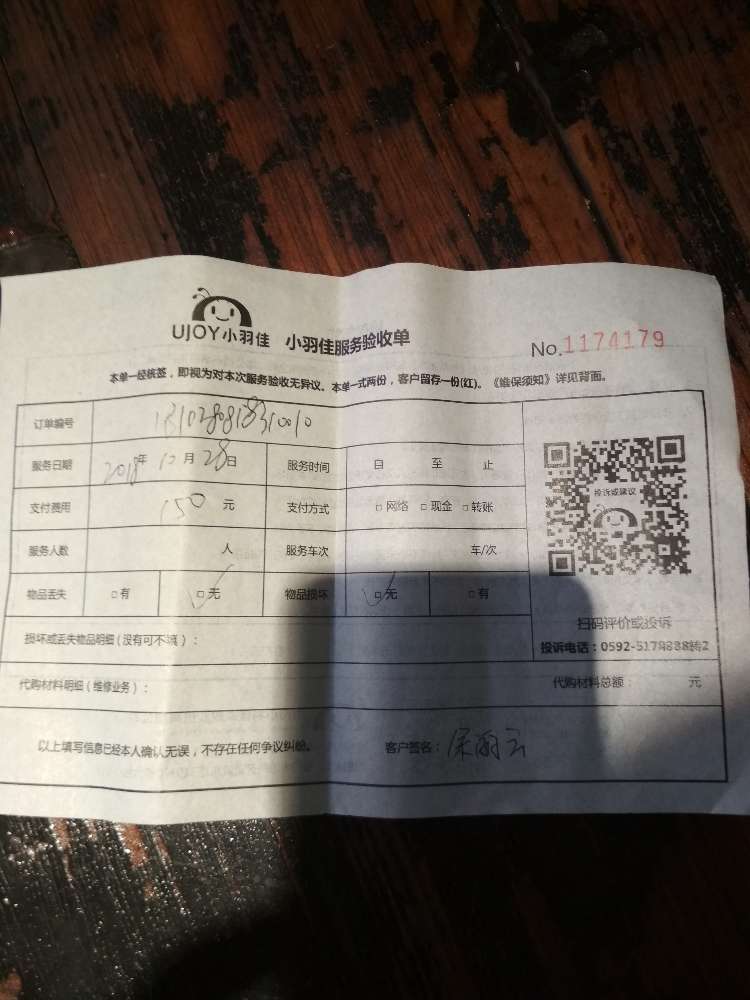 UJOY小羽佳 小羽佳服务验收单 No.1174179
本单一经核签，即视为对本次服务验收无异议。本单一式两份，客户留存一份(红)。《维保须知》详见背面。
订单编号
服务日期 2018年10月28日 服务时间 自 至 止
支付费用 150 元 支付方式 □网络 □现金 □转账
投诉或建议
服务人数 人 服务车次 车/次
物品丢失 □有 □无 物品损坏 □无 □有
扫码评价或投诉
损坏或丢失物品明细(没有可不填)：
投诉电话：0592-5178888转2
代购材料明细(维修业务)： 代购材料总额： 元
以上填写信息已经本人确认无误，不存在任何争议纠纷。 客户签名：